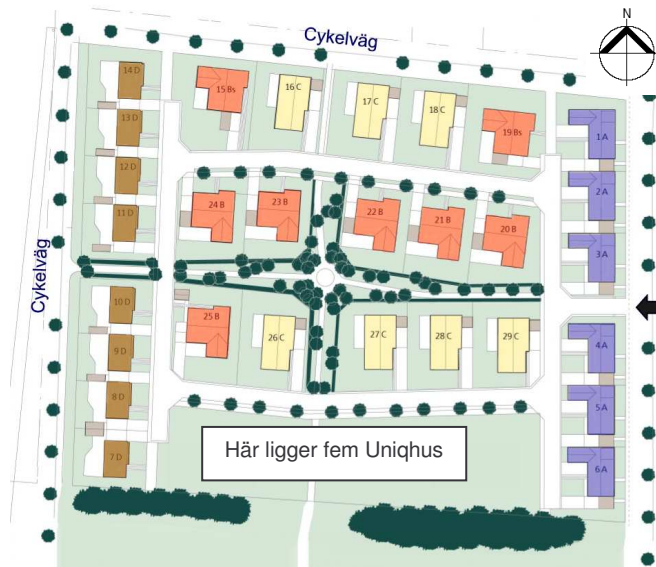 Cykelväg
N
14 D
15 Bs
16 C
17 C
18 C
19 Bs
1 A
13 D
12 D
2 A
11 D
24 B
23 B
22 B
21 B
20 B
3 A
Cykelväg
10 D
25 B
26 C
27 C
28 C
29 C
4 A
9 D
8 D
5 A
7 D
Här ligger fem Uniqhus
6 A